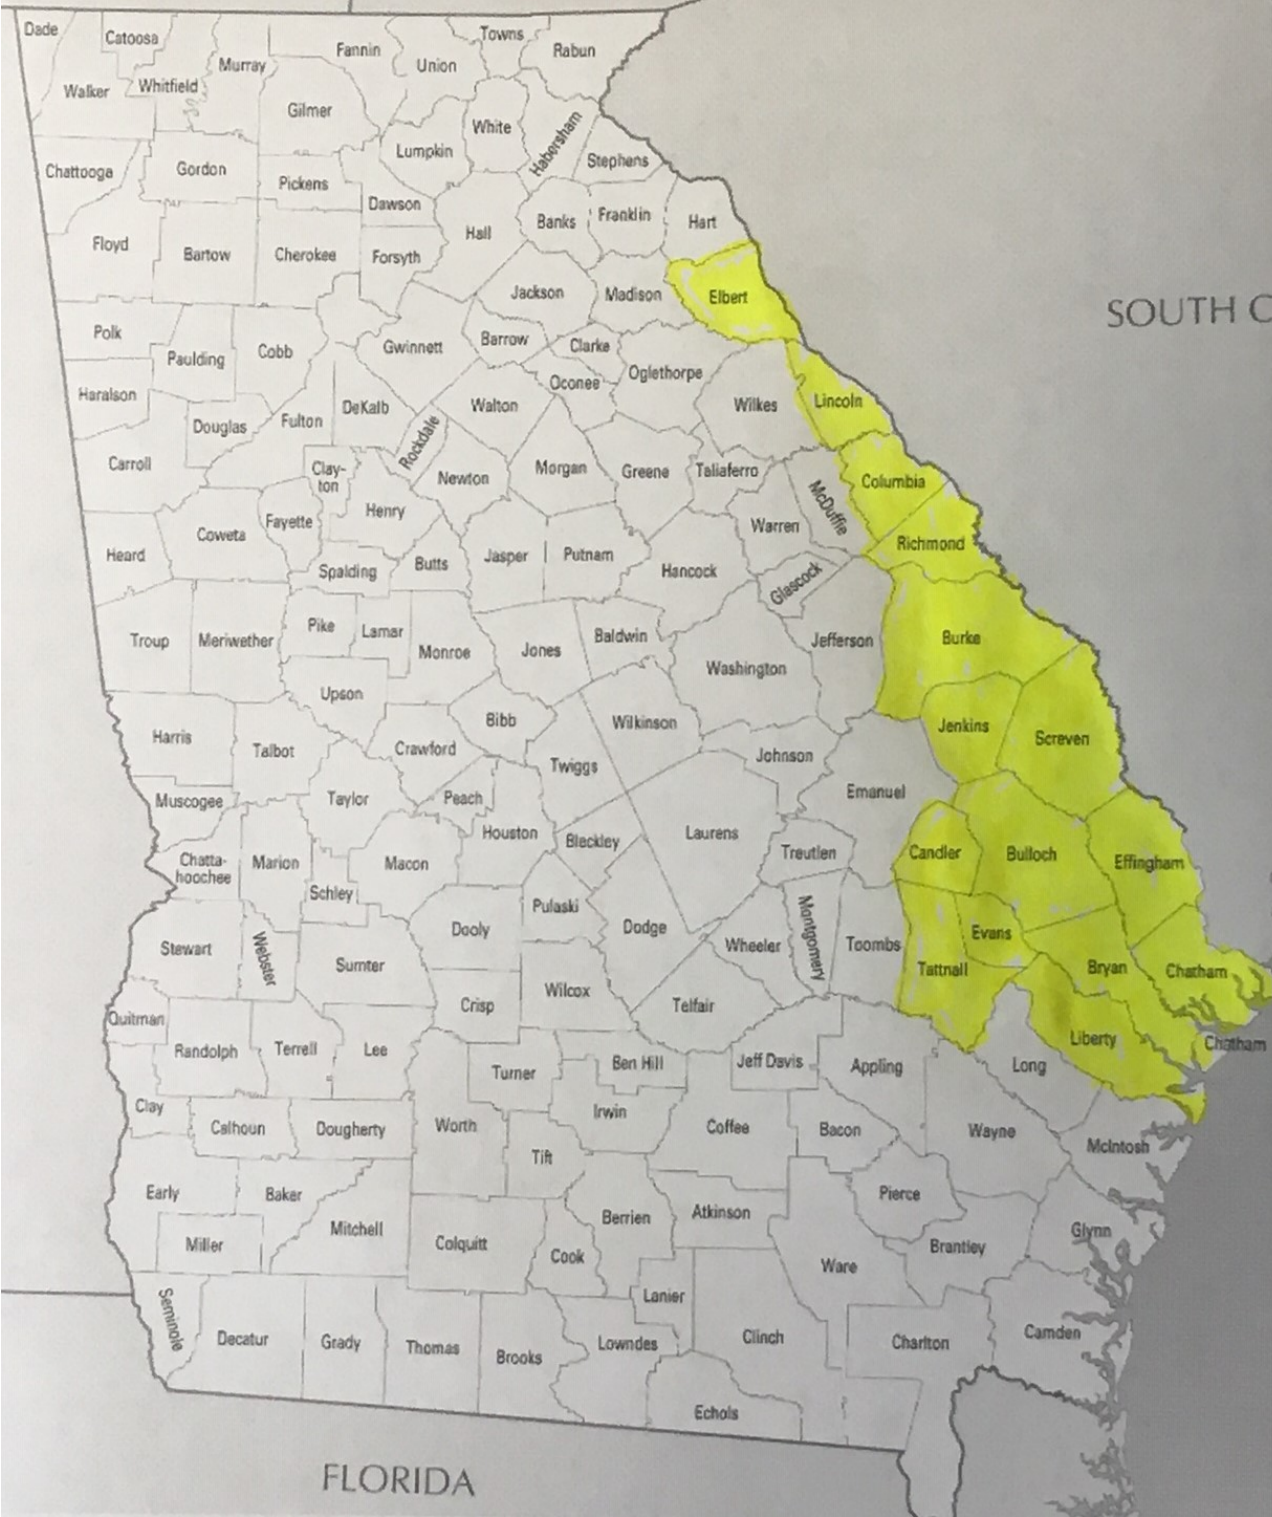 Dade
Catoosa
Fannin
Towns
Rabun
Murray
Union
Walker
Whitfield
Gilmer
White
Habersham
Lumpkin
Stephens
Chattooga
Gordon
Pickens
Dawson
Hall
Banks
Franklin
Hart
Floyd
Bartow
Cherokee
Forsyth
Jackson
Madison
Elbert
SOUTH C
Polk
Paulding
Cobb
Gwinnett
Barrow
Clarke
Oconee
Oglethorpe
Haralson
Douglas
Fulton
DeKalb
Rockdale
Walton
Wilkes
Lincoln
Carroll
Clay-
ton
Newton
Morgan
Greene
Taliaferro
McDuffie
Columbia
Coweta
Fayette
Henry
Warren
Richmond
Heard
Spalding
Butts
Jasper
Putnam
Hancock
Glascock
Troup
Meriwether
Pike
Lamar
Monroe
Jones
Baldwin
Washington
Jefferson
Burke
Upson
Bibb
Wilkinson
Jenkins
Screven
Harris
Talbot
Crawford
Twiggs
Johnson
Muscogee
Taylor
Peach
Emanuel
Houston
Bleckley
Laurens
Treutlen
Candler
Bulloch
Effingham
Chatta-
hoochee
Marion
Schley
Macon
Pulaski
Montgomery
Stewart
Webster
Sumter
Dooly
Dodge
Wheeler
Toombs
Evans
Tattnall
Bryan
Chatham
Quitman
Crisp
Wilcox
Telfair
Randolph
Terrell
Lee
Turner
Ben Hill
Jeff Davis
Appling
Long
Liberty
Chatham
Clay
Calhoun
Dougherty
Worth
Irwin
Coffee
Bacon
Wayne
McIntosh
Tift
Early
Baker
Mitchell
Miller
Colquitt
Cook
Berrien
Atkinson
Pierce
Ware
Brantley
Glynn
Seminole
Decatur
Grady
Thomas
Brooks
Lanier
Lowndes
Clinch
Charlton
Camden
Echols
FLORIDA